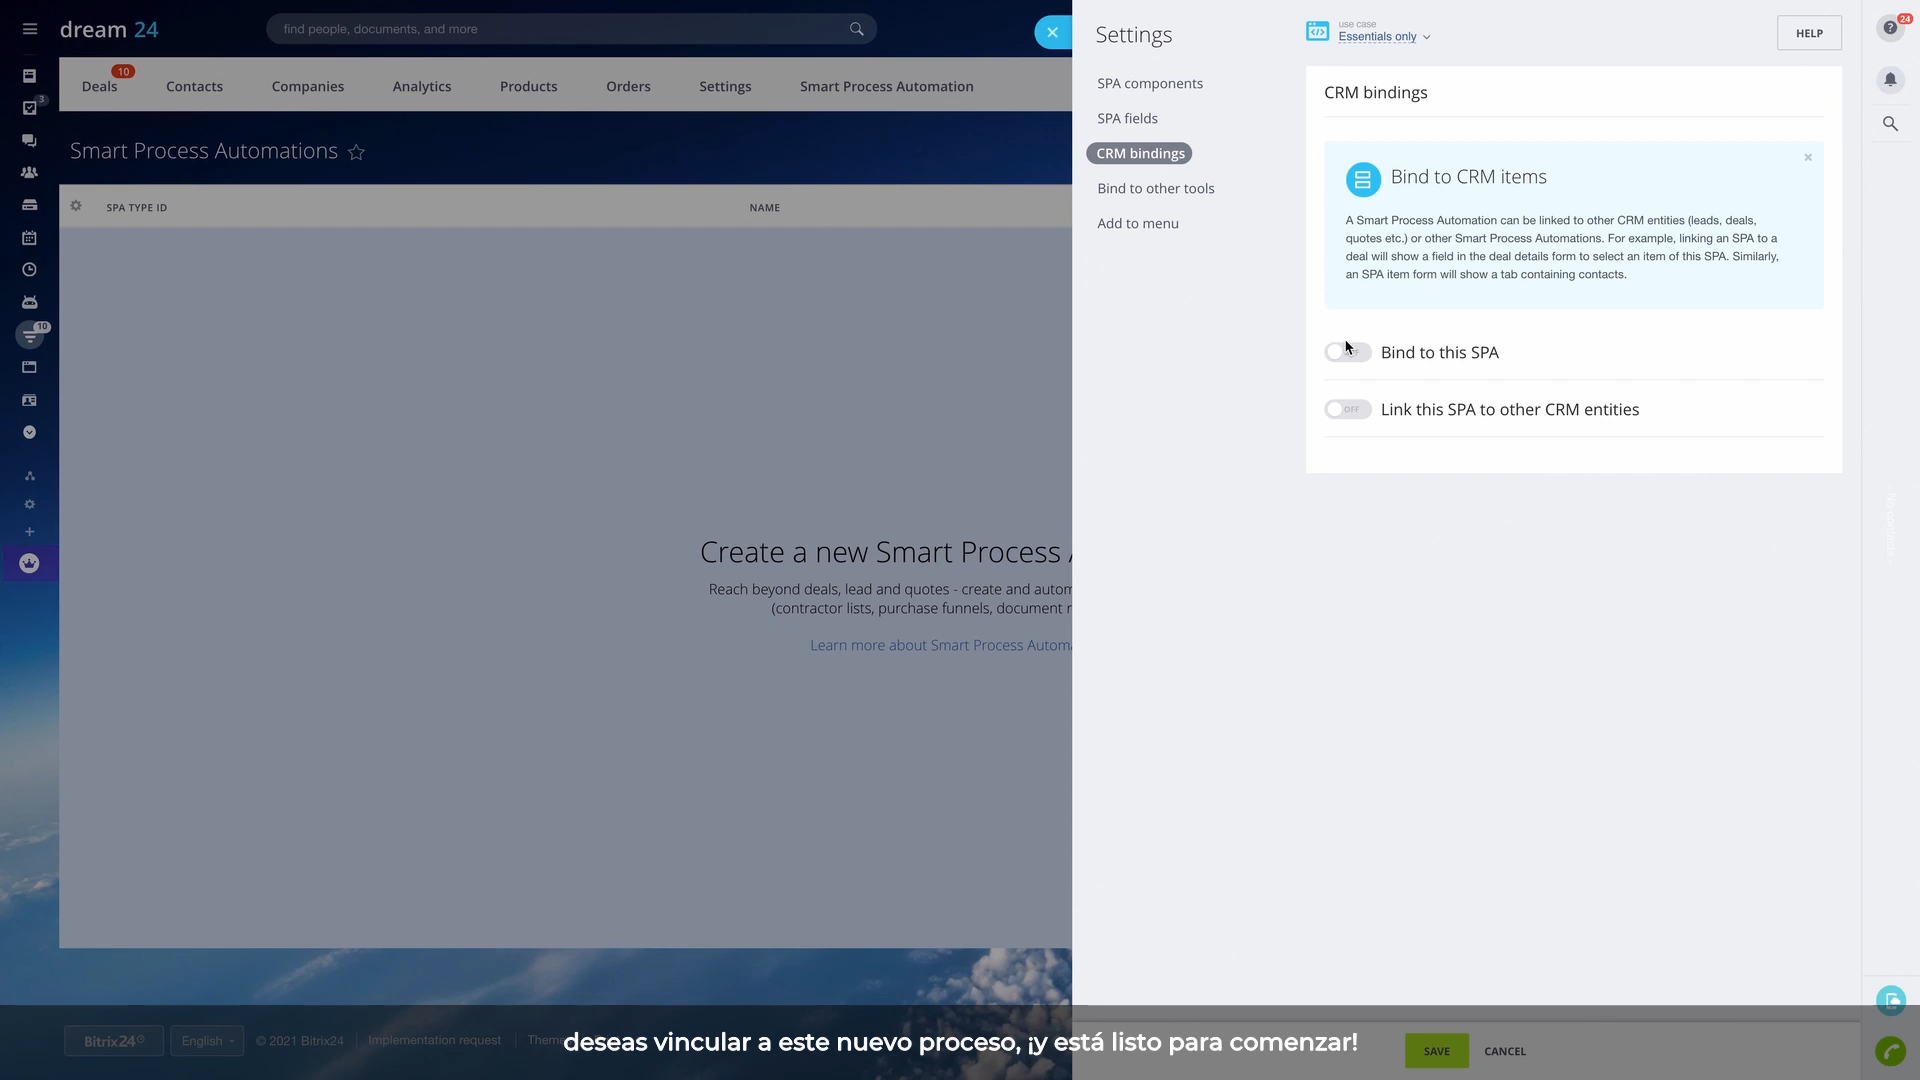 dream 24
find people, documents, and more
Settings
use case
Essentials only
HELP
24
Deals
10
Contacts
Companies
Analytics
Products
Orders
Settings
Smart Process Automation
SPA components
SPA fields
CRM bindings
Bind to other tools
Add to menu
3
10
Smart Process Automations
SPA TYPE ID
NAME
Create a new Smart Process
Reach beyond deals, lead and quotes - create and autom
(contractor lists, purchase funnels, document
Learn more about Smart Process Autom
CRM bindings
Bind to CRM items
A Smart Process Automation can be linked to other CRM entities (leads, deals,
quotes etc.) or other Smart Process Automations. For example, linking an SPA to a
deal will show a field in the deal details form to select an item of this SPA. Similarly,
an SPA item form will show a tab containing contacts.
Bind to this SPA
OFF
Link this SPA to other CRM entities
Bitrix24
English
© 2021 Bitrix24
Implementation request
deseas vincular a este nuevo proceso, ¡y está listo para comenzar!
SAVE
CANCEL